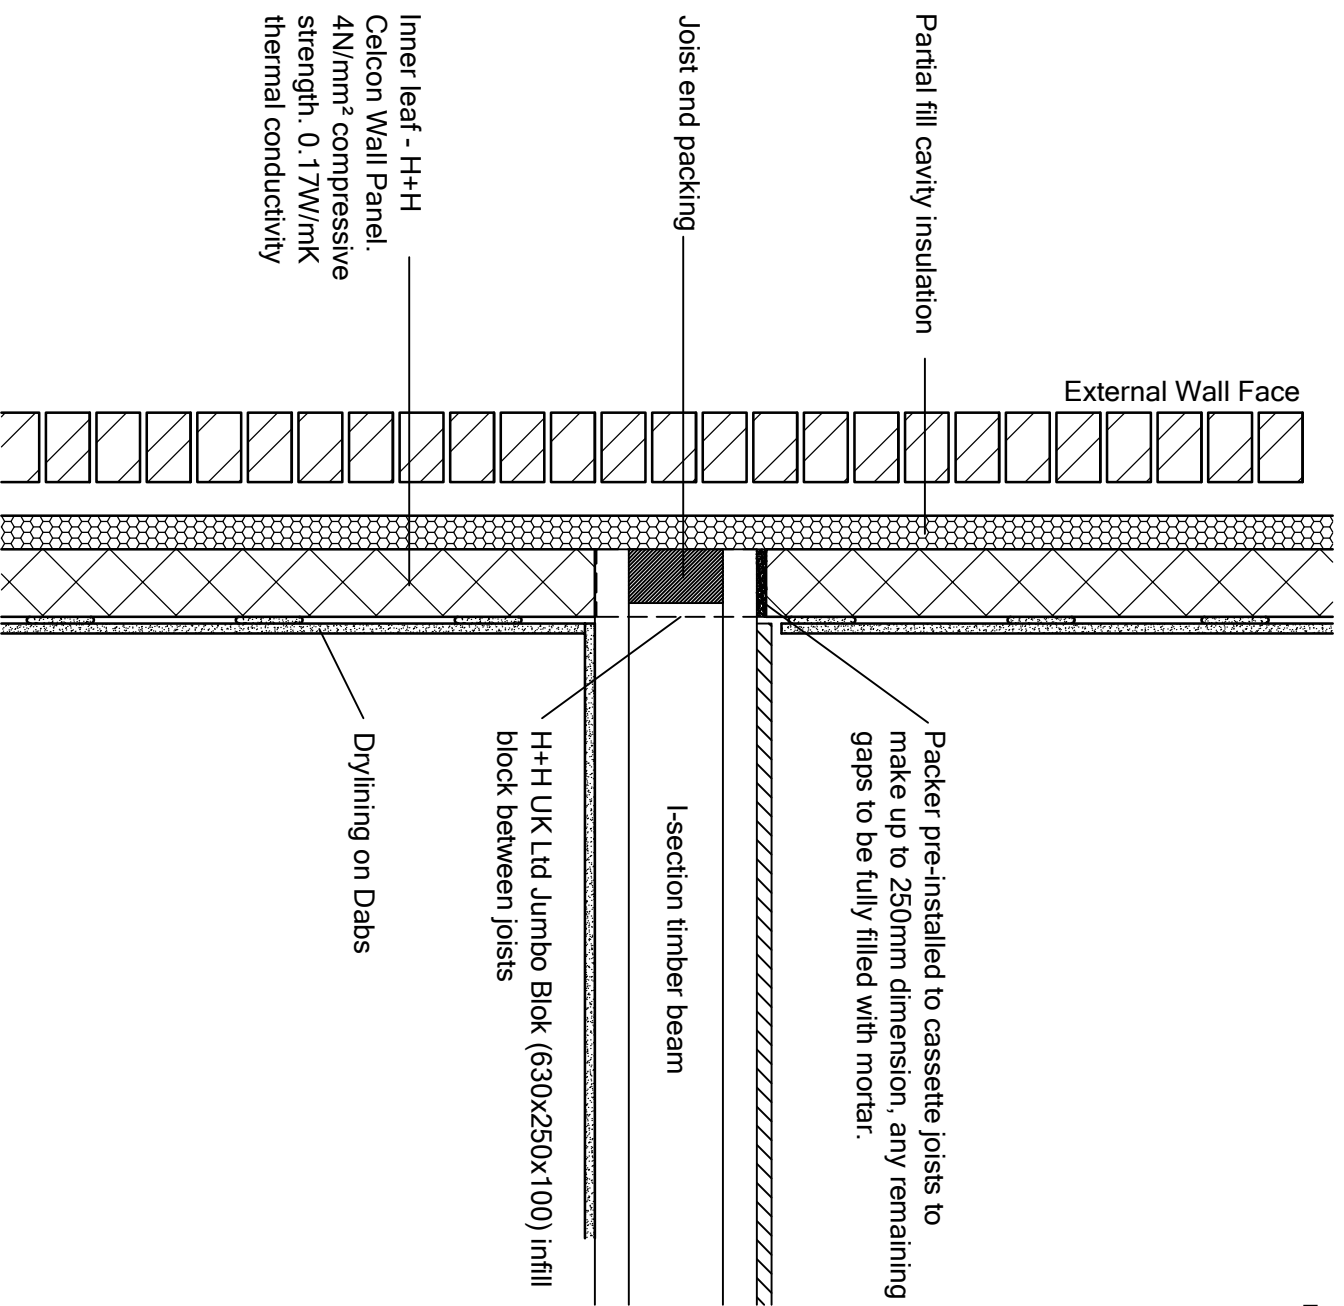 External Wall Face
Partial fill cavity insulation
Joist end packing
Inner leaf - H+H
Celcon Wall Panel.
4N/mm² compressive
strength. 0.17W/mK
thermal conductivity
Packer pre-installed to cassette joists to
make up to 250mm dimension, any remaining
gaps to be fully filled with mortar.
I-section timber beam
H+H UK Ltd Jumbo Blok (630x250x100) infill
block between joists
Drylining on Dabs